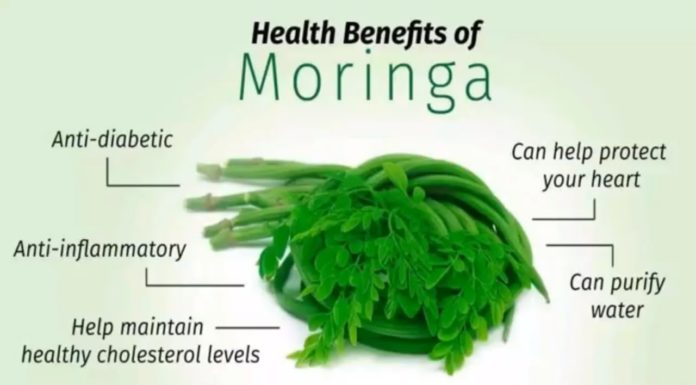 Health Benefits of
Moringa
Anti-diabetic
Anti-inflammatory
Help maintain
healthy cholesterol levels
Can help protect
your heart
Can purify
water